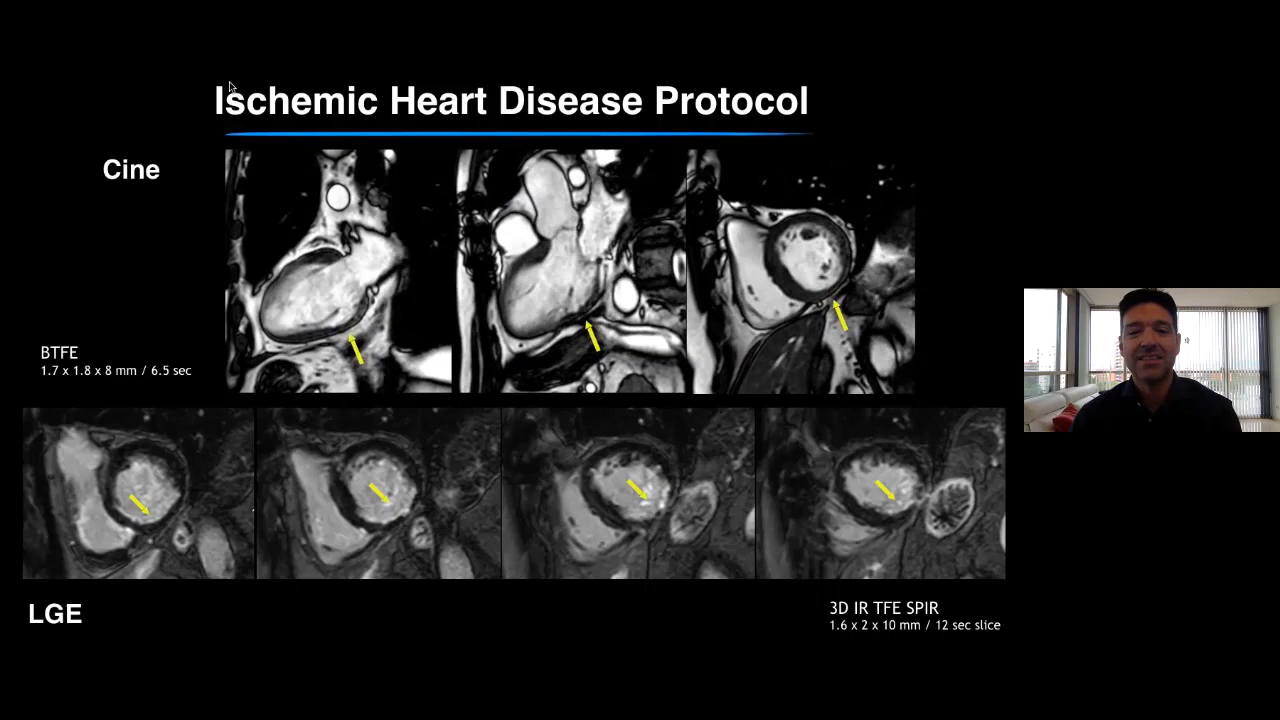 Ischemic Heart Disease Protocol
Cine
BTFE
1.7 x 1.8 x 8 mm / 6.5 sec
LGE
3D IR TFE SPIR
1.6 x 2 x 10 mm / 12 sec slice